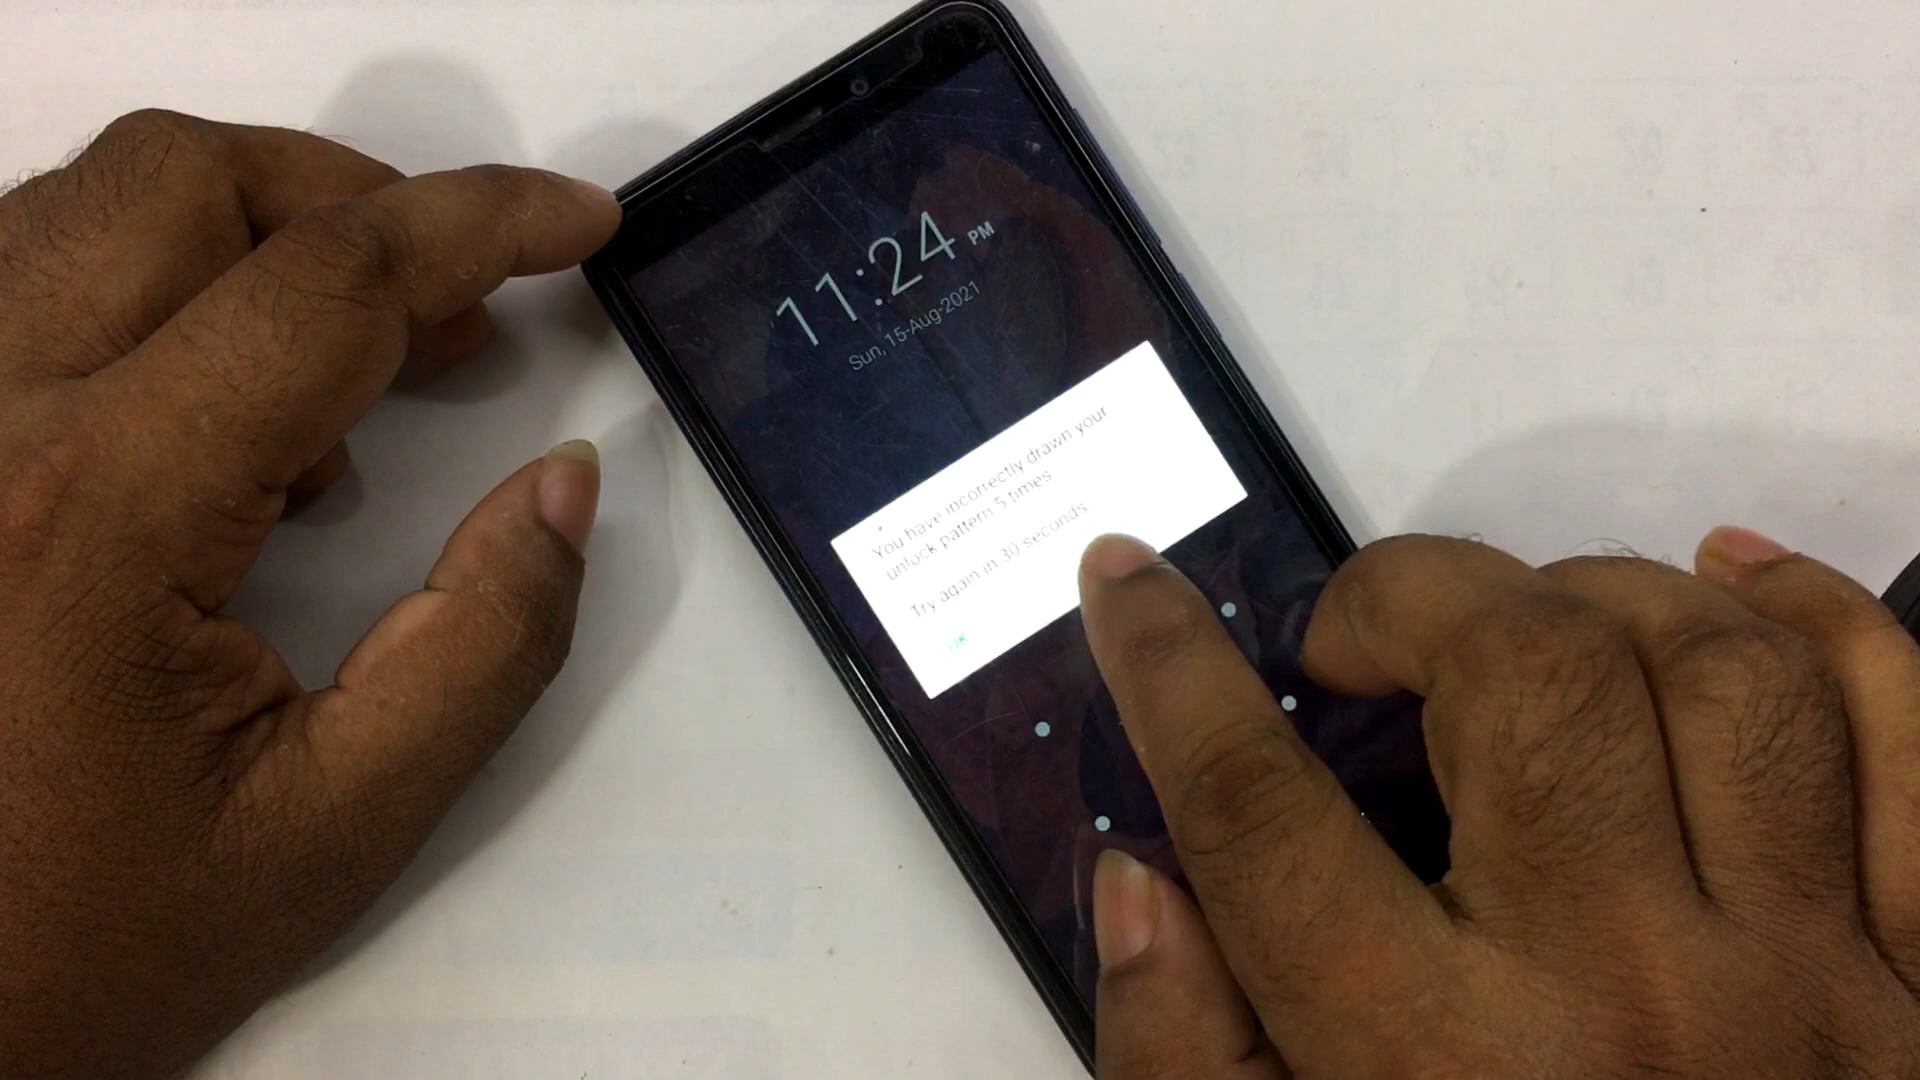 11:24 PM
Sun, 15-Aug-2021
You have incorrectly drawn your
unlock pattern 5 times
Try again in 30 seconds.
OK